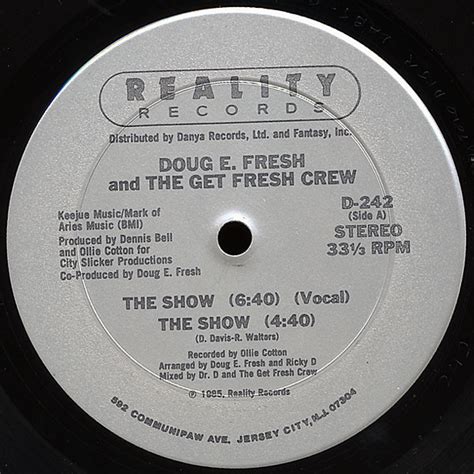 REALITY
RECORDS
Distributed by Danya Records, Ltd. and Fantasy, Inc.
DOUG E. FRESH
and THE GET FRESH CREW
Keejue Music/Mark of
Aries Music (BMI)
Produced by Dennis Bell
and Ollie Cotton for
City Slicker Productions
Co-Produced by Doug E. Fresh
D-242
(Side A)
STEREO
33⅓ RPM
THE SHOW (6:40) (Vocal)
THE SHOW (4:40)
(D. Davis-R. Walters)
Recorded by Ollie Cotton
Arranged by Doug E. Fresh and Ricky D
Mixed by Dr. D and The Get Fresh Crew
℗ 1985, Reality Records
592 COMMUNIPAW AVE. JERSEY CITY, N.J. 07304